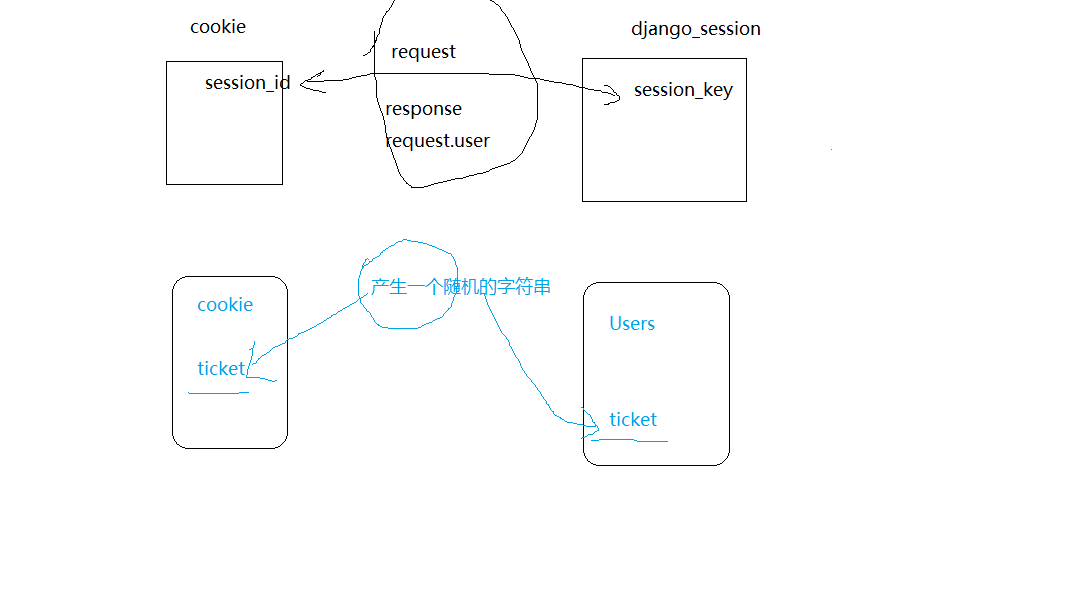 cookie
django_session
request
session_id
session_key
response
request.user
产生一个随机的字符串
cookie
Users
ticket
ticket